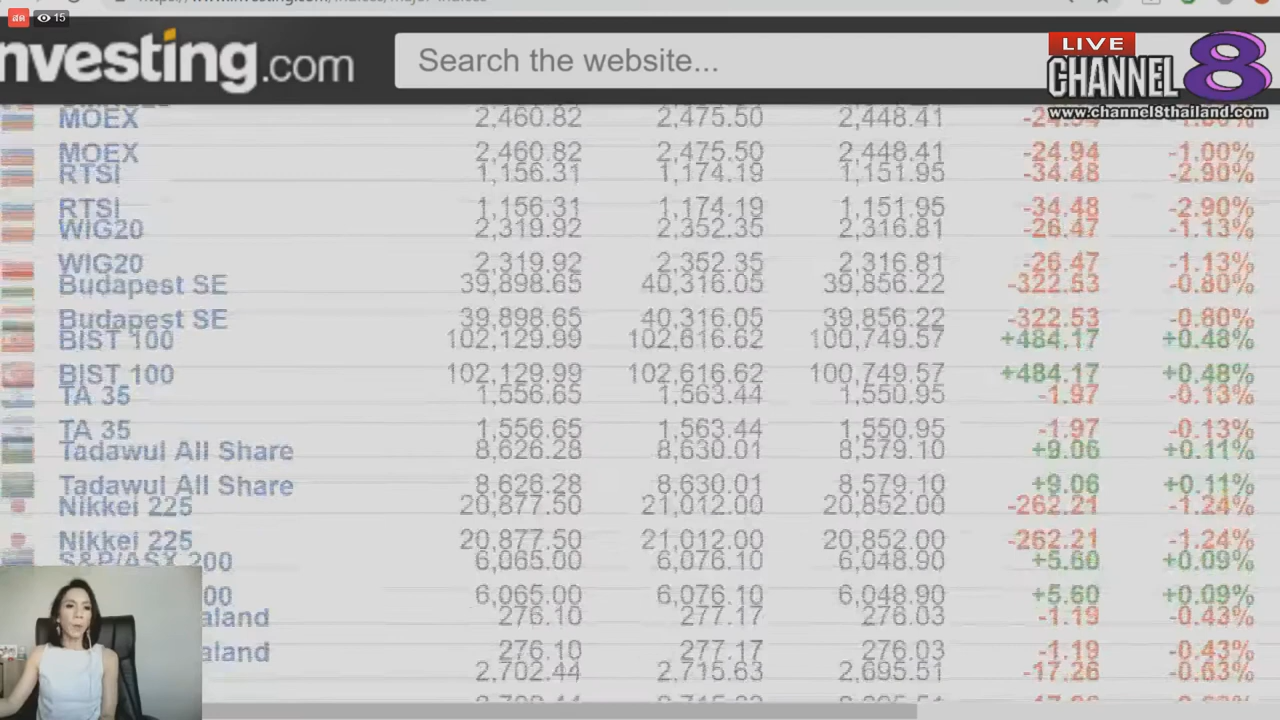 สด 15
nvesting.com
Search the website...
LIVE
CHANNEL 8
www.channel8thailand.com
MOEX 2,460.82 2,475.50 2,448.41 -24.94 -1.00%
MOEX 2,460.82 2,475.50 2,448.41 -24.94 -1.00%
RTSI 1,156.31 1,174.19 1,151.95 -34.48 -2.90%
RTSI 1,156.31 1,174.19 1,151.95 -34.48 -2.90%
WIG20 2,319.92 2,352.35 2,316.81 -26.47 -1.13%
WIG20 2,319.92 2,352.35 2,316.81 -26.47 -1.13%
Budapest SE 39,898.65 40,316.05 39,856.22 -322.53 -0.80%
Budapest SE 39,898.65 40,316.05 39,856.22 -322.53 -0.80%
BIST 100 102,129.99 102,616.62 100,749.57 +484.17 +0.48%
BIST 100 102,129.99 102,616.62 100,749.57 +484.17 +0.48%
TA 35 1,556.65 1,563.44 1,550.95 -1.97 -0.13%
TA 35 1,556.65 1,563.44 1,550.95 -1.97 -0.13%
Tadawul All Share 8,626.28 8,630.01 8,579.10 +9.06 +0.11%
Tadawul All Share 8,626.28 8,630.01 8,579.10 +9.06 +0.11%
Nikkei 225 20,877.50 21,012.00 20,852.00 -262.21 -1.24%
Nikkei 225 20,877.50 21,012.00 20,852.00 -262.21 -1.24%
S&P/ASX 200 6,065.00 6,076.10 6,048.90 +5.60 +0.09%
00 6,065.00 6,076.10 6,048.90 +5.60 +0.09%
aland 276.10 277.17 276.03 -1.19 -0.43%
aland 276.10 277.17 276.03 -1.19 -0.43%
2,702.44 2,715.63 2,695.51 -17.26 -0.63%